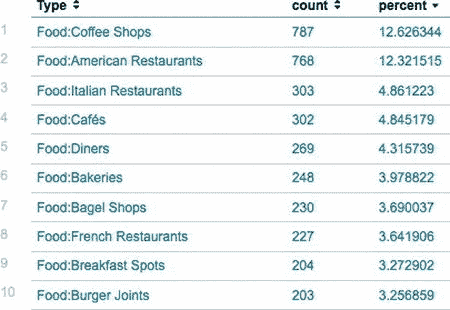 Type count percent
1 Food:Coffee Shops 787 12.626344
2 Food:American Restaurants 768 12.321515
3 Food:Italian Restaurants 303 4.861223
4 Food:Cafés 302 4.845179
5 Food:Diners 269 4.315739
6 Food:Bakeries 248 3.978822
7 Food:Bagel Shops 230 3.690037
8 Food:French Restaurants 227 3.641906
9 Food:Breakfast Spots 204 3.272902
10 Food:Burger Joints 203 3.256859